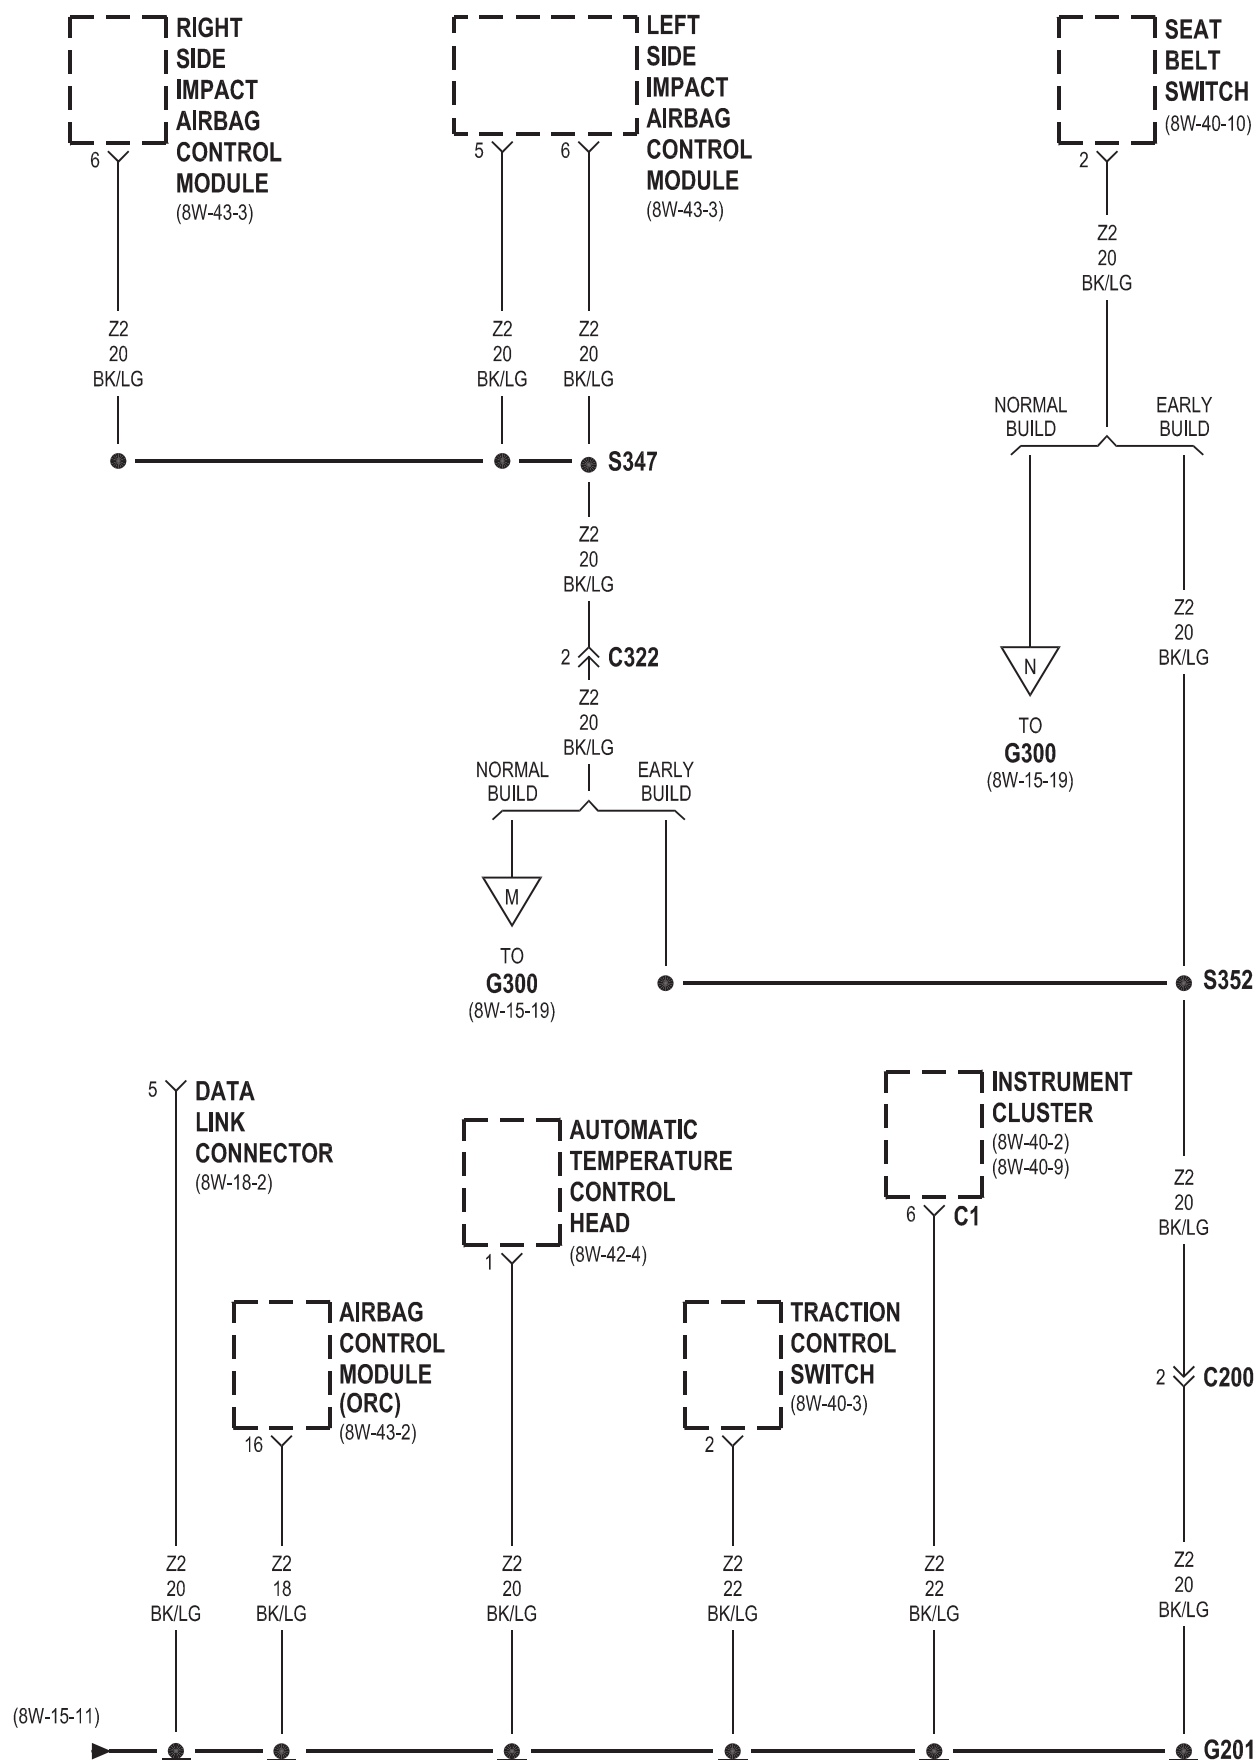 RIGHT
SIDE
IMPACT
AIRBAG
CONTROL
MODULE
(8W-43-3)
6
LEFT
SIDE
IMPACT
AIRBAG
CONTROL
MODULE
(8W-43-3)
5
6
SEAT
BELT
SWITCH
(8W-40-10)
2
Z2
20
BK/LG
Z2
20
BK/LG
Z2
20
BK/LG
Z2
20
BK/LG
NORMAL
BUILD
EARLY
BUILD
S347
Z2
20
BK/LG
2
C322
Z2
20
BK/LG
Z2
20
BK/LG
N
TO
G300
(8W-15-19)
NORMAL
BUILD
EARLY
BUILD
M
TO
G300
(8W-15-19)
S352
5
DATA
LINK
CONNECTOR
(8W-18-2)
AUTOMATIC
TEMPERATURE
CONTROL
HEAD
(8W-42-4)
1
INSTRUMENT
CLUSTER
(8W-40-2)
(8W-40-9)
6
C1
Z2
20
BK/LG
AIRBAG
CONTROL
MODULE
(ORC)
(8W-43-2)
16
TRACTION
CONTROL
SWITCH
(8W-40-3)
2
2
C200
Z2
20
BK/LG
Z2
18
BK/LG
Z2
20
BK/LG
Z2
22
BK/LG
Z2
22
BK/LG
Z2
20
BK/LG
(8W-15-11)
G201